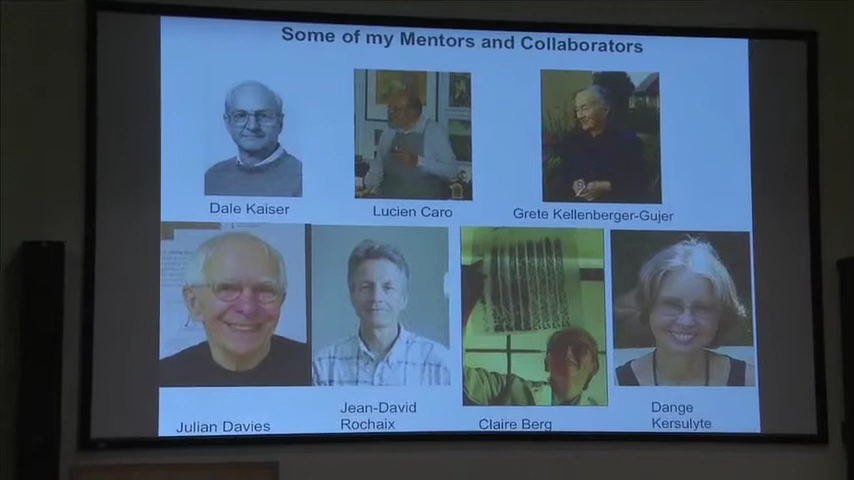 Some of my Mentors and Collaborators
Dale Kaiser
Lucien Caro
Grete Kellenberger-Gujer
Julian Davies
Jean-David
Rochaix
Claire Berg
Dange
Kersulyte